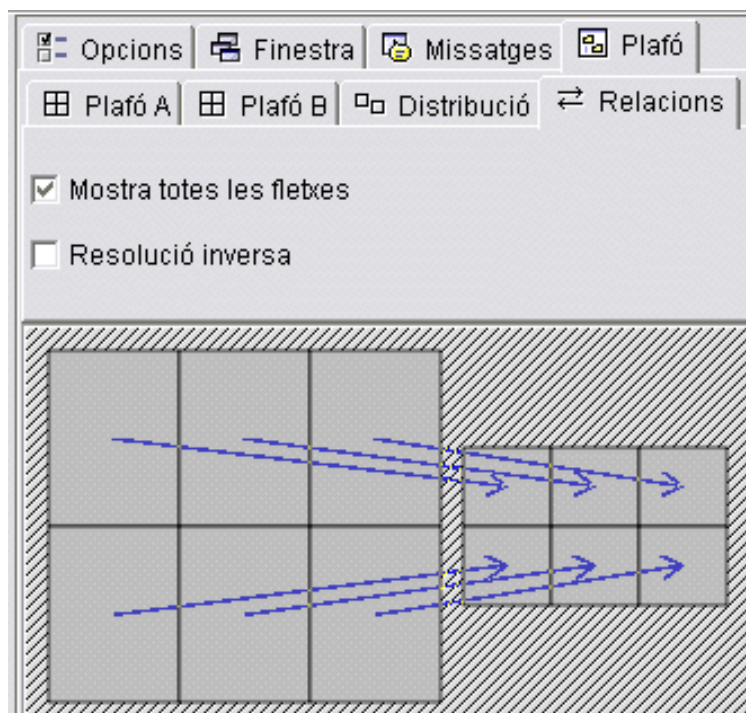 Opcions Finestra Missatges Plafó
Plafó A Plafó B Distribució Relacions
Mostra totes les fletxes
Resolució inversa